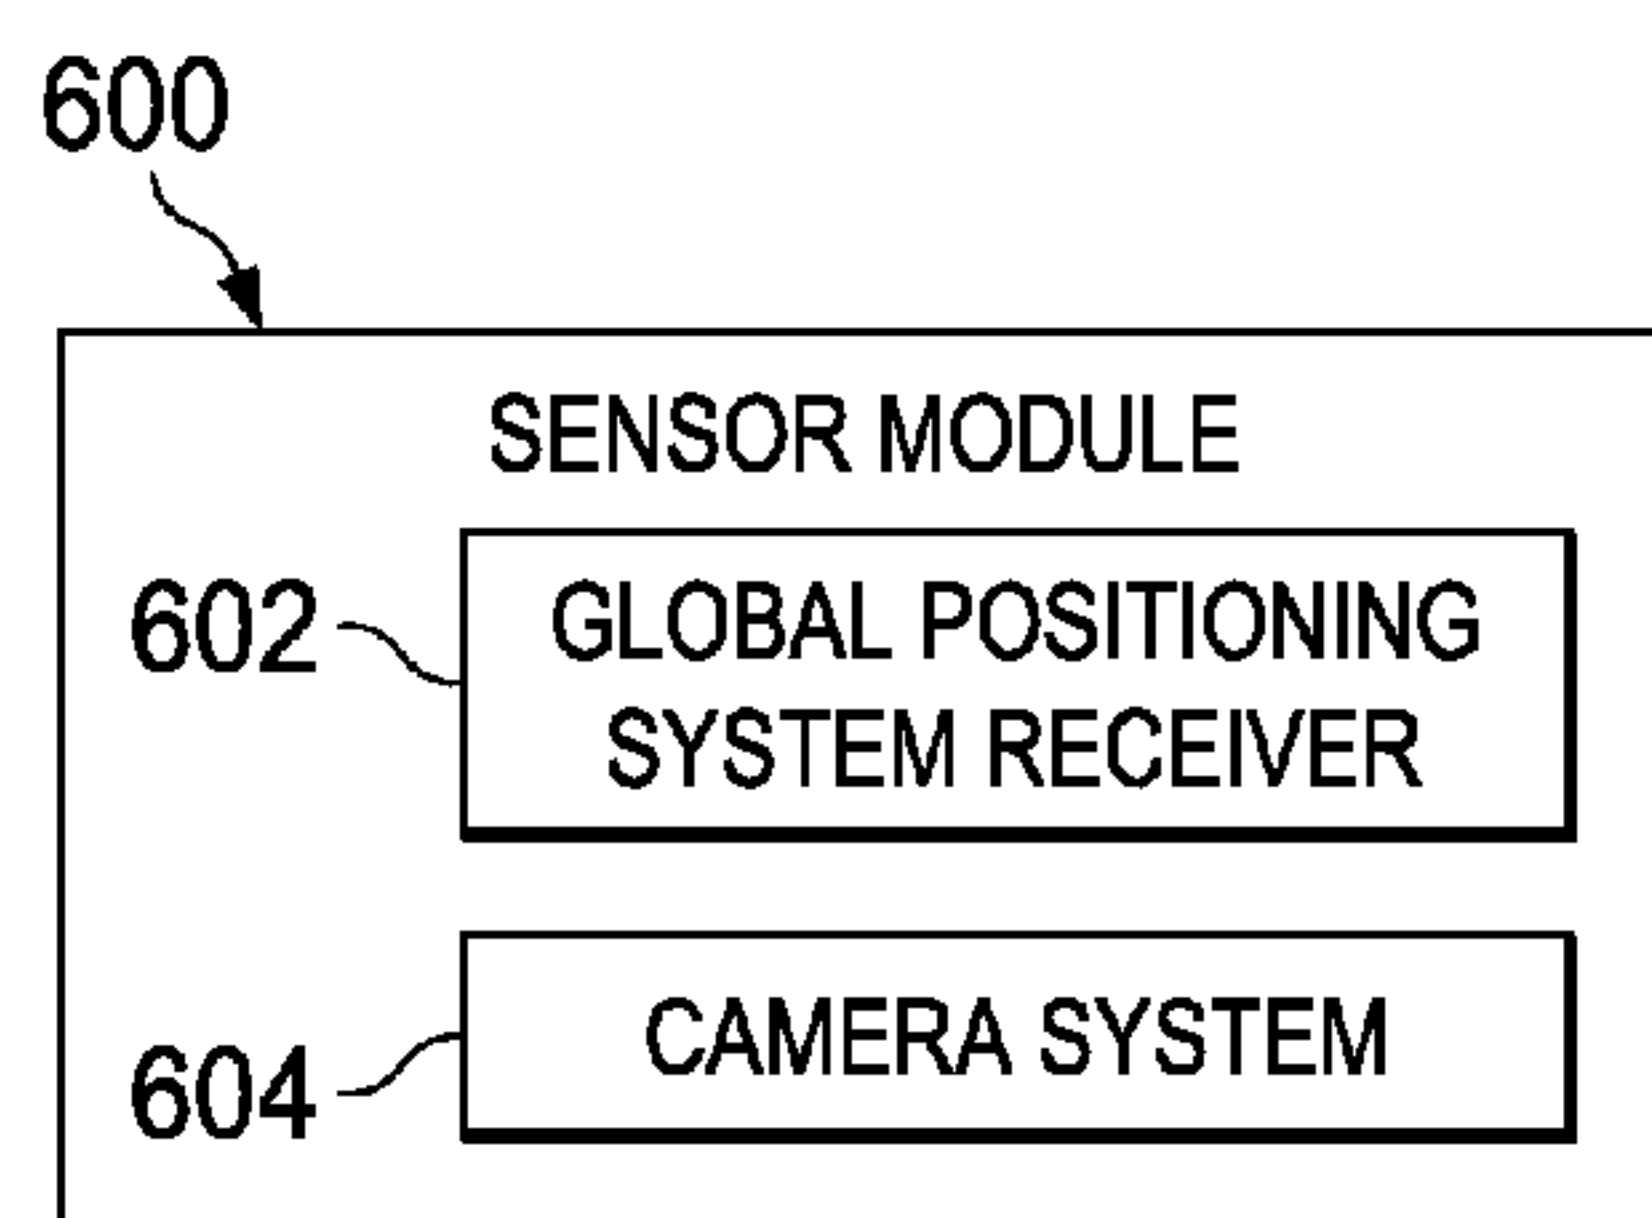 600
SENSOR MODULE
602
GLOBAL POSITIONING
SYSTEM RECEIVER
604
CAMERA SYSTEM